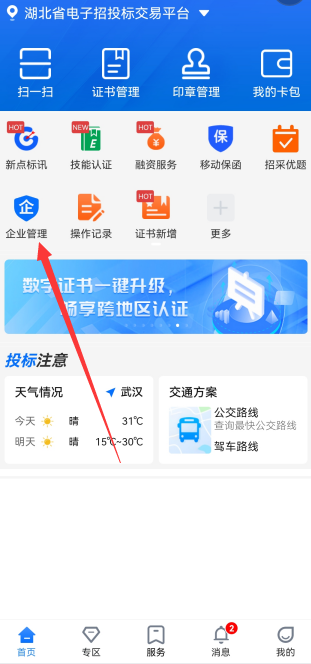 湖北省电子招投标交易平台
扫一扫 证书管理 印章管理 我的卡包
HOT NEW HOT
新点标讯 技能认证 融资服务 移动保函 招采优题
HOT
企业管理 操作记录 证书新增 更多
数字证书一键升级，
畅享跨地区认证
投标注意
天气情况 武汉
今天 晴 31℃
明天 晴 15℃~30℃
交通方案
公交路线
查询最快公交路线
驾车路线
2
首页 专区 服务 消息 我的